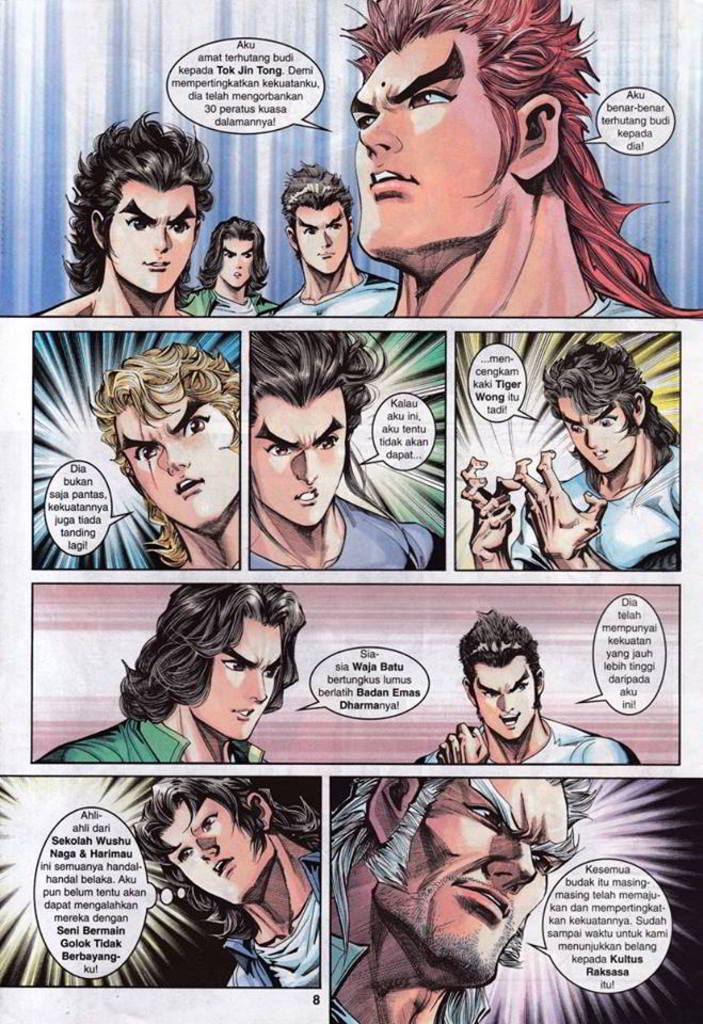 Aku
amat terhutang budi
kepada Tok Jin Tong. Demi
mempertingkatkan kekuatanku,
dia telah mengorbankan
30 peratus kuasa
dalamannya!
Aku
benar-benar
terhutang budi
kepada
dia!
Dia
bukan
saja pantas,
kekuatannya
juga tiada
tanding
lagi!
Kalau
aku ini,
aku tentu
tidak akan
dapat...
...men-
cengkam
kaki Tiger
Wong itu
tadi!
Sia-
sia Waja Batu
bertungkus lumus
berlatih Badan Emas
Dharmanya!
Dia
telah
mempunyai
kekuatan
yang jauh
lebih tinggi
daripada
aku
ini!
Ahli-
ahli dari
Sekolah Wushu
Naga & Harimau
ini semuanya handal-
handal belaka. Aku
pun belum tentu akan
dapat mengalahkan
mereka dengan
Seni Bermain
Golok Tidak
Berbayang-
ku!
Kesemua
budak itu masing-
masing telah memaju-
kan dan mempertingkat-
kan kekuatannya. Sudah
sampai waktu untuk kami
menunjukkan belang
kepada Kultus
Raksasa
itu!
8